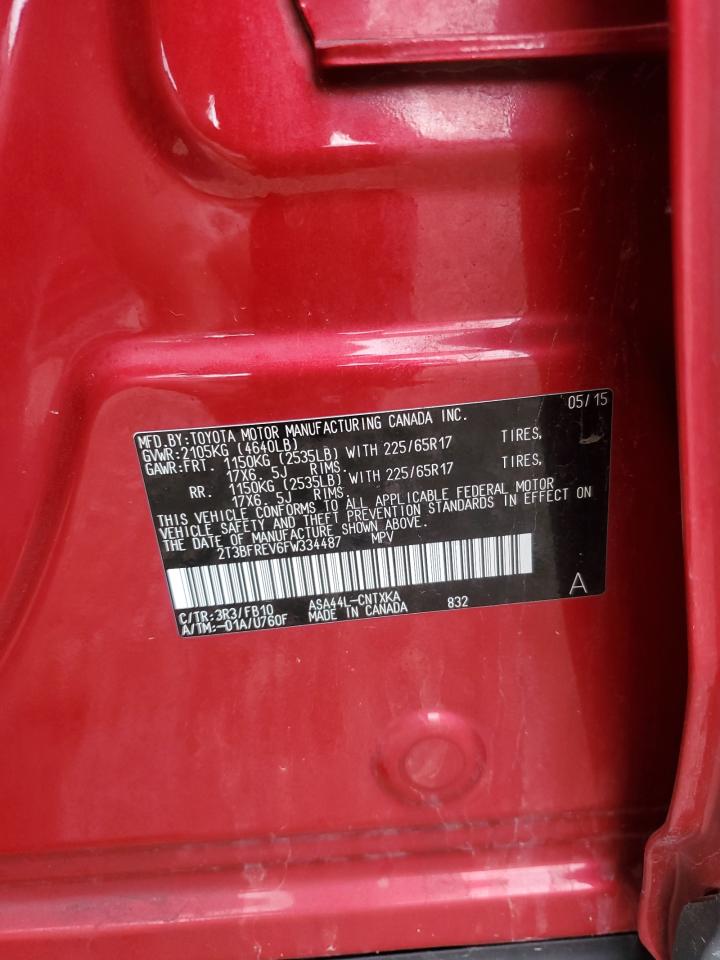 MFD.BY:TOYOTA MOTOR MANUFACTURING CANADA INC. 05/15
GVWR:2105KG (4640LB)
GAWR:FRT. 1150KG (2535LB) WITH 225/65R17 TIRES,
17X6. 5J RIMS.
RR. 1150KG (2535LB) WITH 225/65R17 TIRES,
17X6. 5J RIMS.
THIS VEHICLE CONFORMS TO ALL APPLICABLE FEDERAL MOTOR
VEHICLE SAFETY AND THEFT PREVENTION STANDARDS IN EFFECT ON
THE DATE OF MANUFACTURE SHOWN ABOVE.
2T3BFREV6FW334487 MPV
C/TR:3R3/FB10 ASA44L-CNTXKA 832 A
A/TM:-01A/U760F MADE IN CANADA